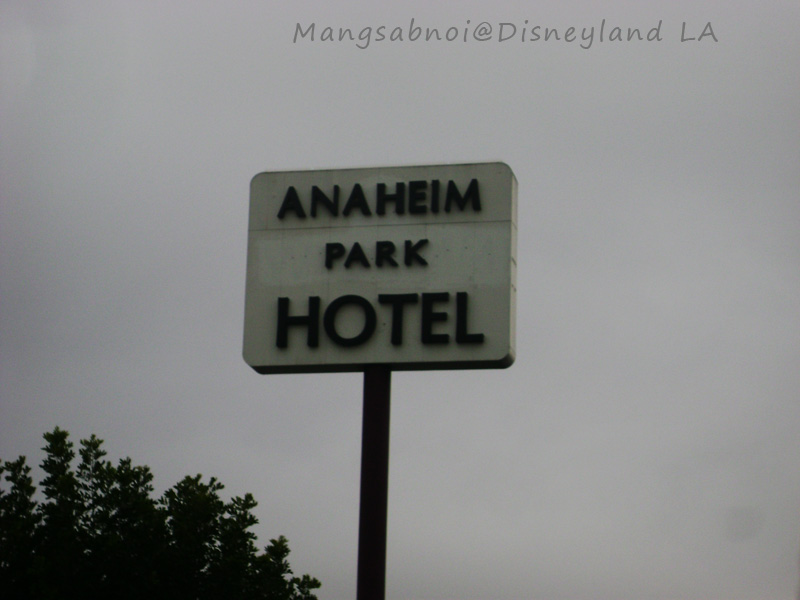 Mangsabnoi@Disneyland LA
ANAHEIM
PARK
HOTEL